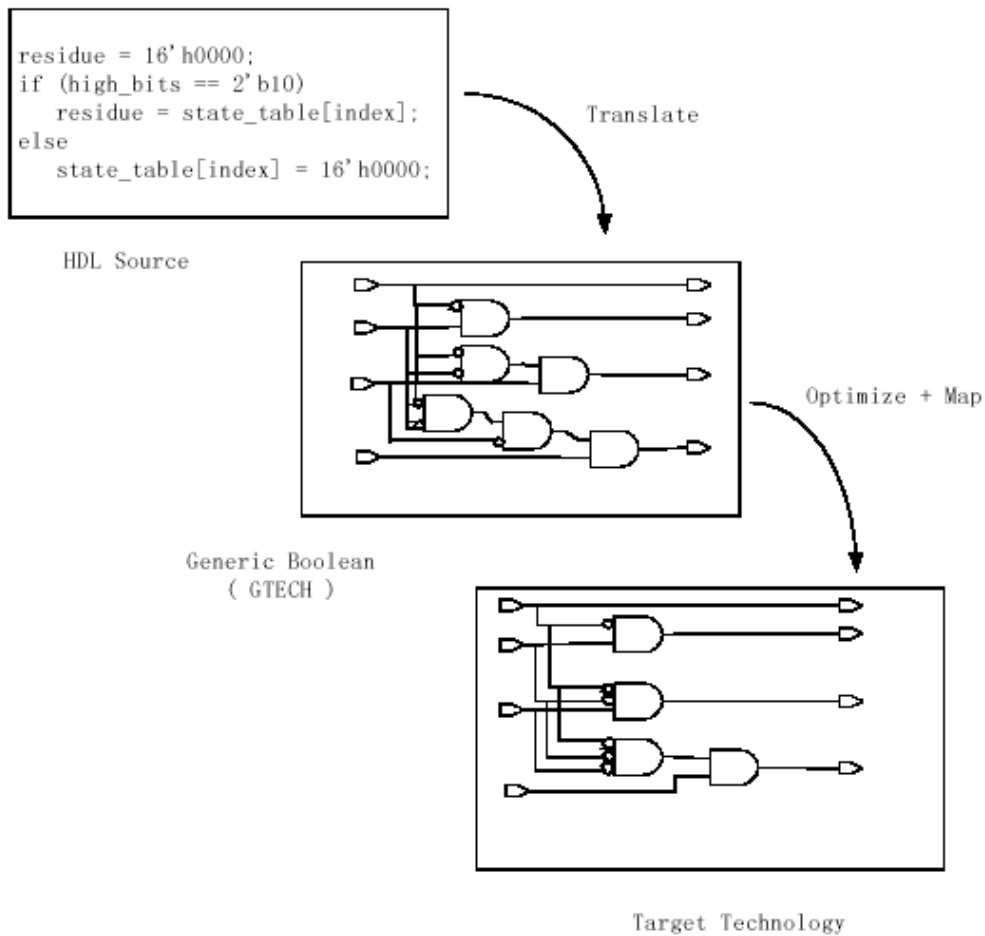 residue = 16'h0000;
if (high_bits == 2'b10)
   residue = state_table[index];
else
   state_table[index] = 16'h0000;
Translate
HDL Source
Optimize + Map
Generic Boolean
( GTECH )
Target Technology